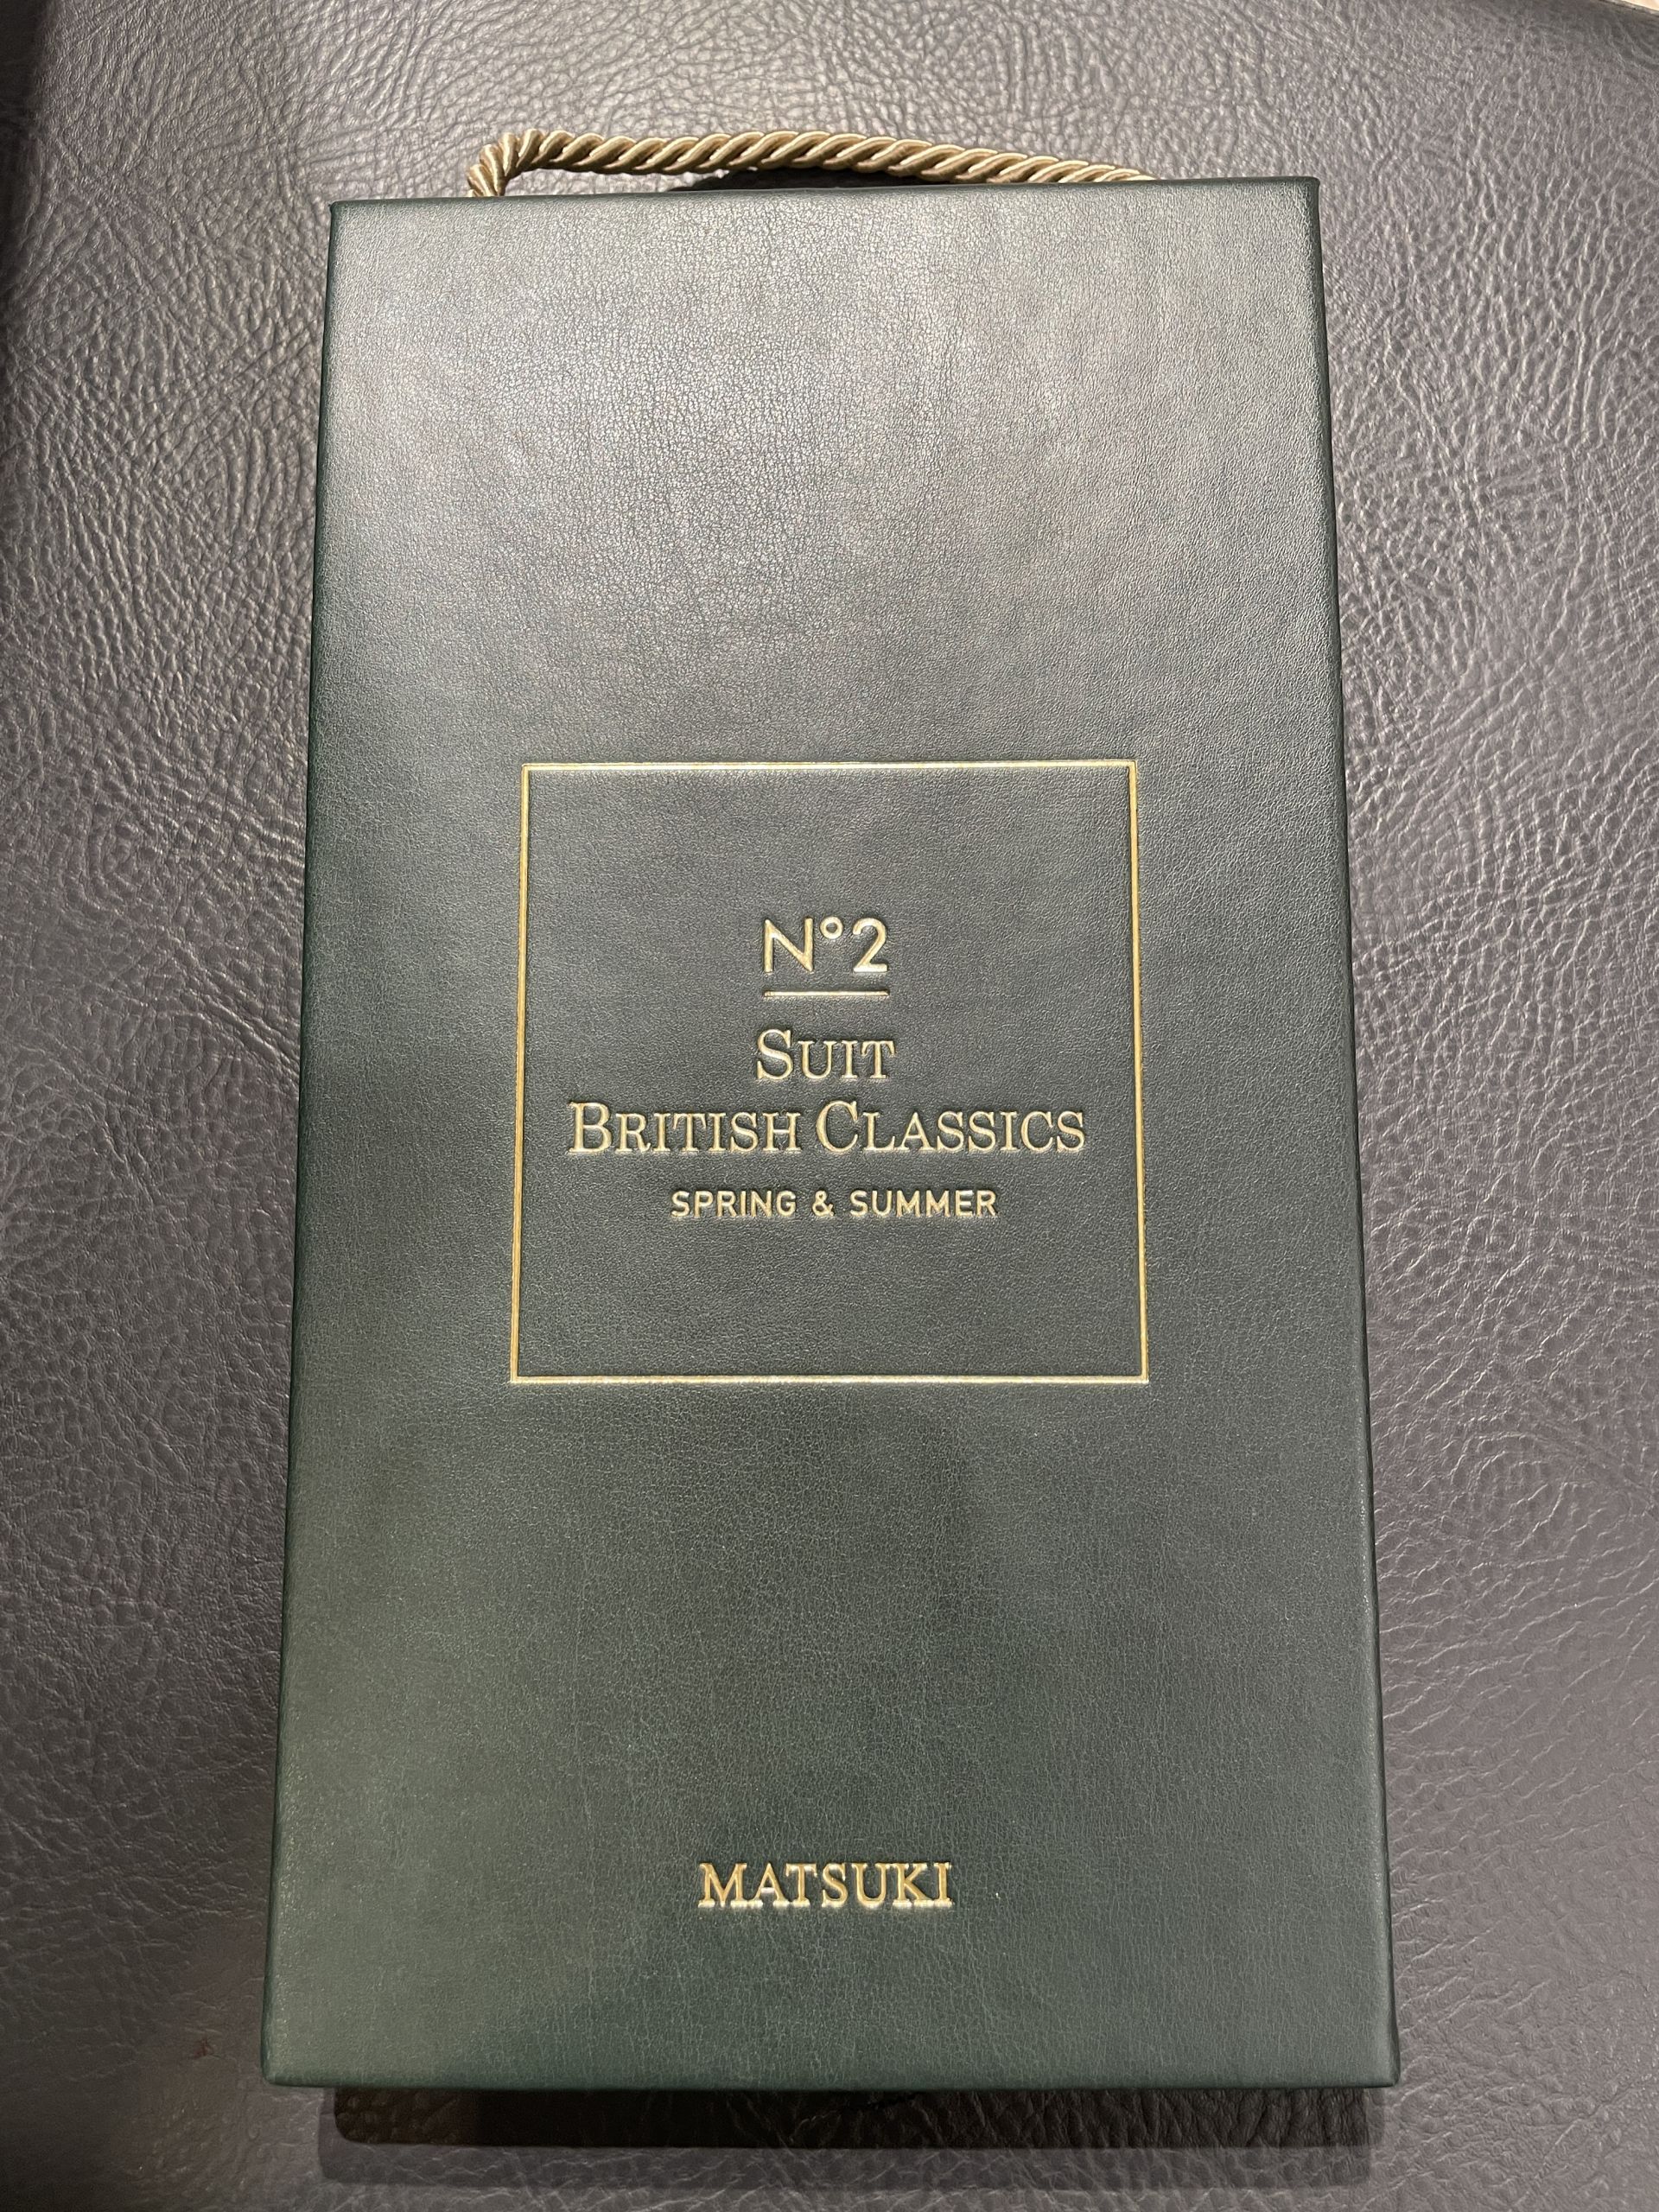 N°2
SUIT
BRITISH CLASSICS
SPRING & SUMMER
MATSUKI